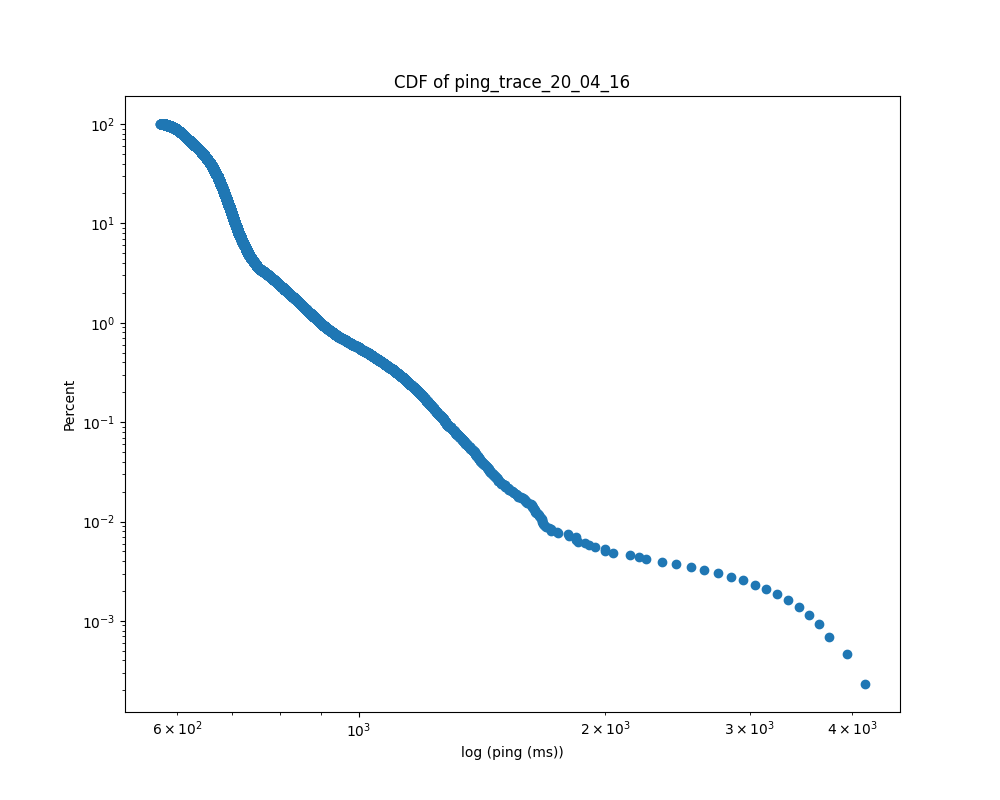 CDF of ping_trace_20_04_16
10²
10¹
10⁰
10⁻¹
10⁻²
10⁻³
Percent
6 × 10² 10³ 2 × 10³ 3 × 10³ 4 × 10³
log (ping (ms))